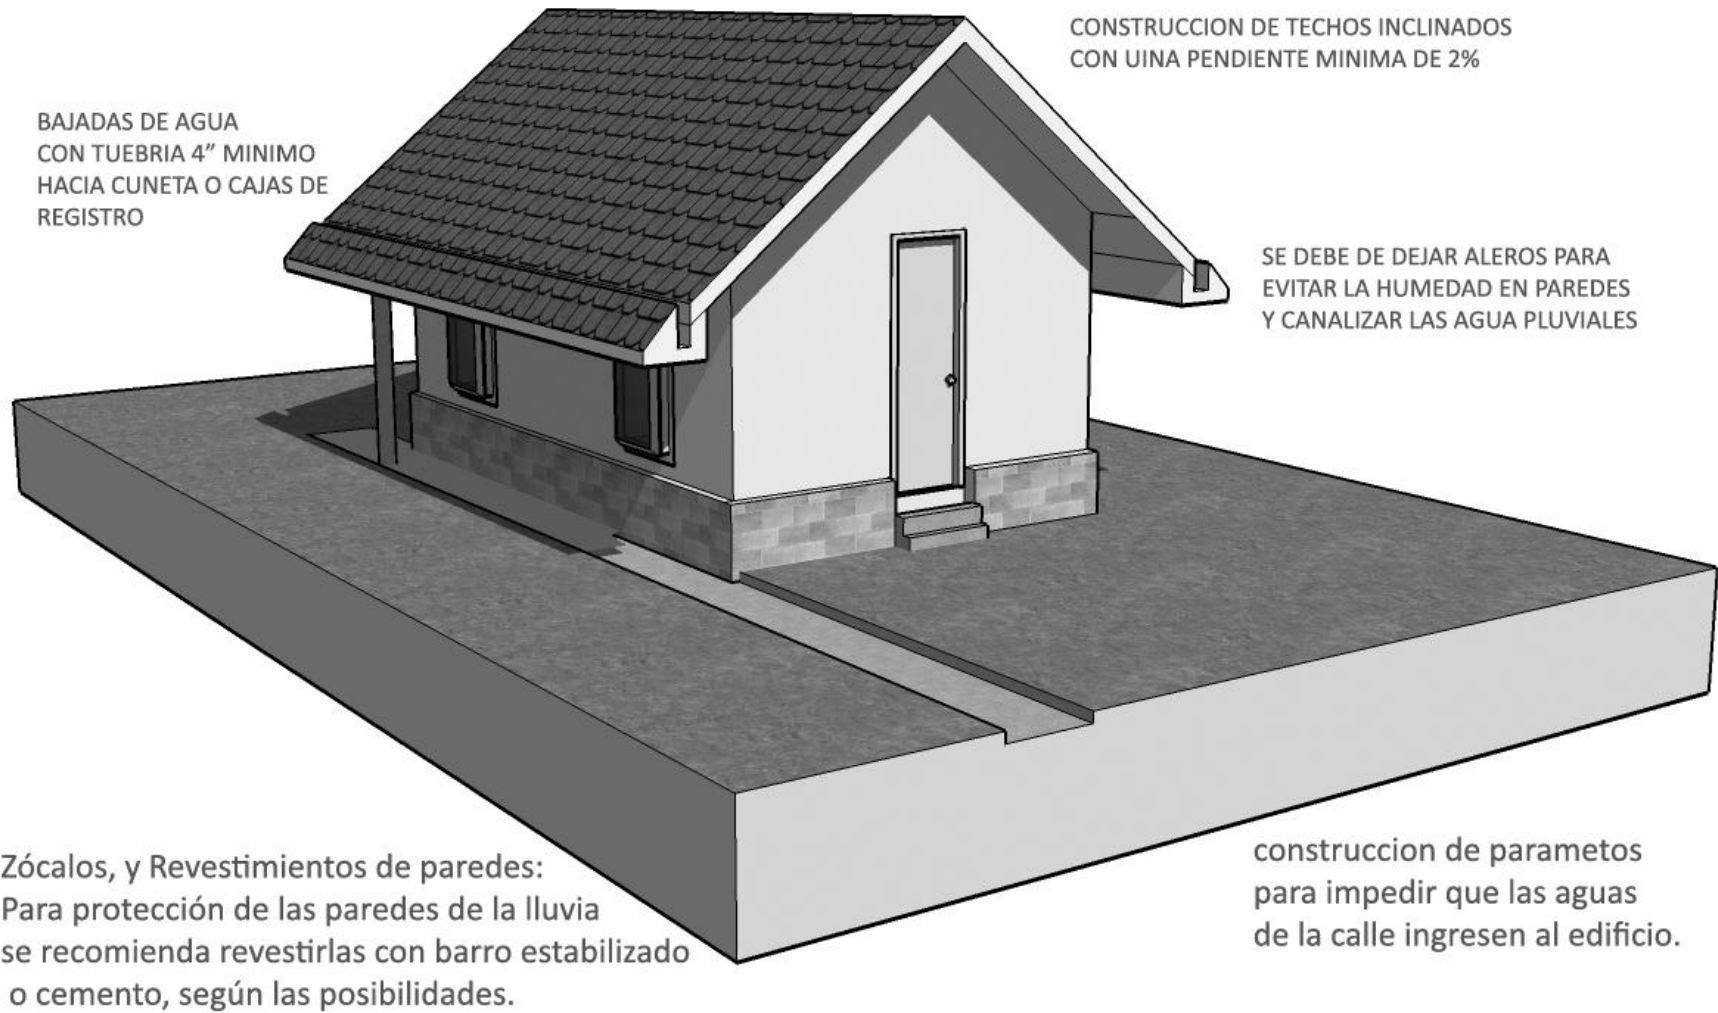 CONSTRUCCION DE TECHOS INCLINADOS
CON UINA PENDIENTE MINIMA DE 2%
BAJADAS DE AGUA
CON TUEBRIA 4” MINIMO
HACIA CUNETA O CAJAS DE
REGISTRO
SE DEBE DE DEJAR ALEROS PARA
EVITAR LA HUMEDAD EN PAREDES
Y CANALIZAR LAS AGUA PLUVIALES
Zócalos, y Revestimientos de paredes:
Para protección de las paredes de la lluvia
se recomienda revestirlas con barro estabilizado
o cemento, según las posibilidades.
construccion de parametos
para impedir que las aguas
de la calle ingresen al edificio.